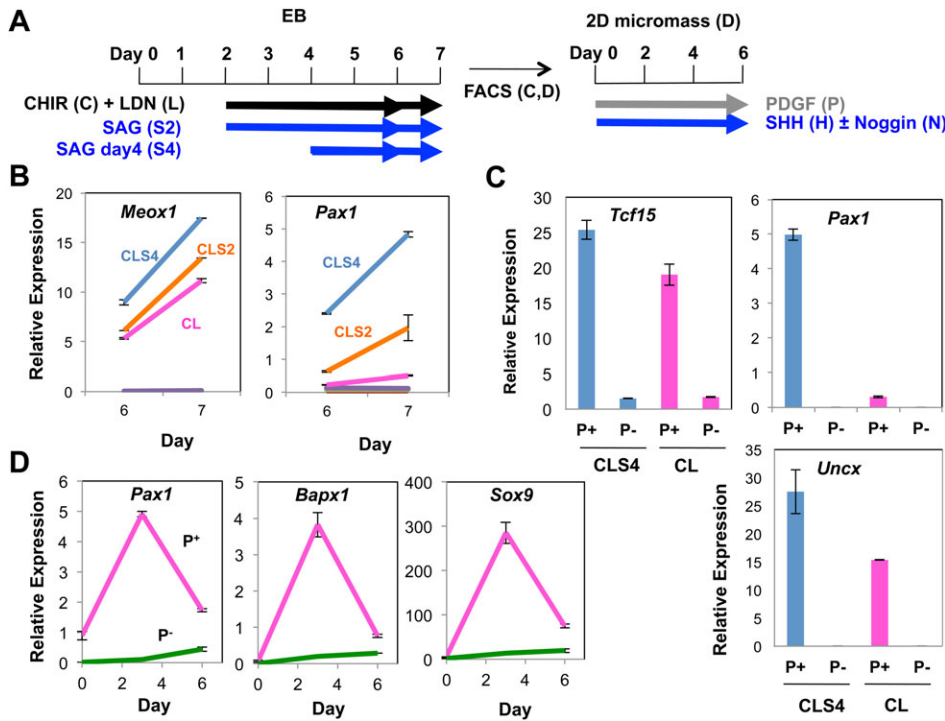 A
EB
2D micromass (D)
Day 0 1 2 3 4 5 6 7
Day 0 2 4 6
FACS (C,D)
CHIR (C) + LDN (L)
SAG (S2)
SAG day4 (S4)
PDGF (P)
SHH (H) ± Noggin (N)
B
Relative Expression
20
15
10
5
0
Meox1
CLS4
CLS2
CL
6 7
Day
6
5
4
3
2
1
0
Pax1
CLS4
CLS2
6 7
Day
C
Relative Expression
30
25
20
15
10
5
0
Tcf15
P+ P- P+ P-
CLS4 CL
6
5
4
3
2
1
0
Pax1
P+ P- P+ P-
Relative Expression
35
30
25
20
15
10
5
0
Uncx
P+ P- P+ P-
CLS4 CL
D
Relative Expression
6
5
4
3
2
1
0
Pax1
P+
P-
0 2 4 6
Day
5
4
3
2
1
0
Bapx1
0 2 4 6
Day
400
300
200
100
0
Sox9
0 2 4 6
Day